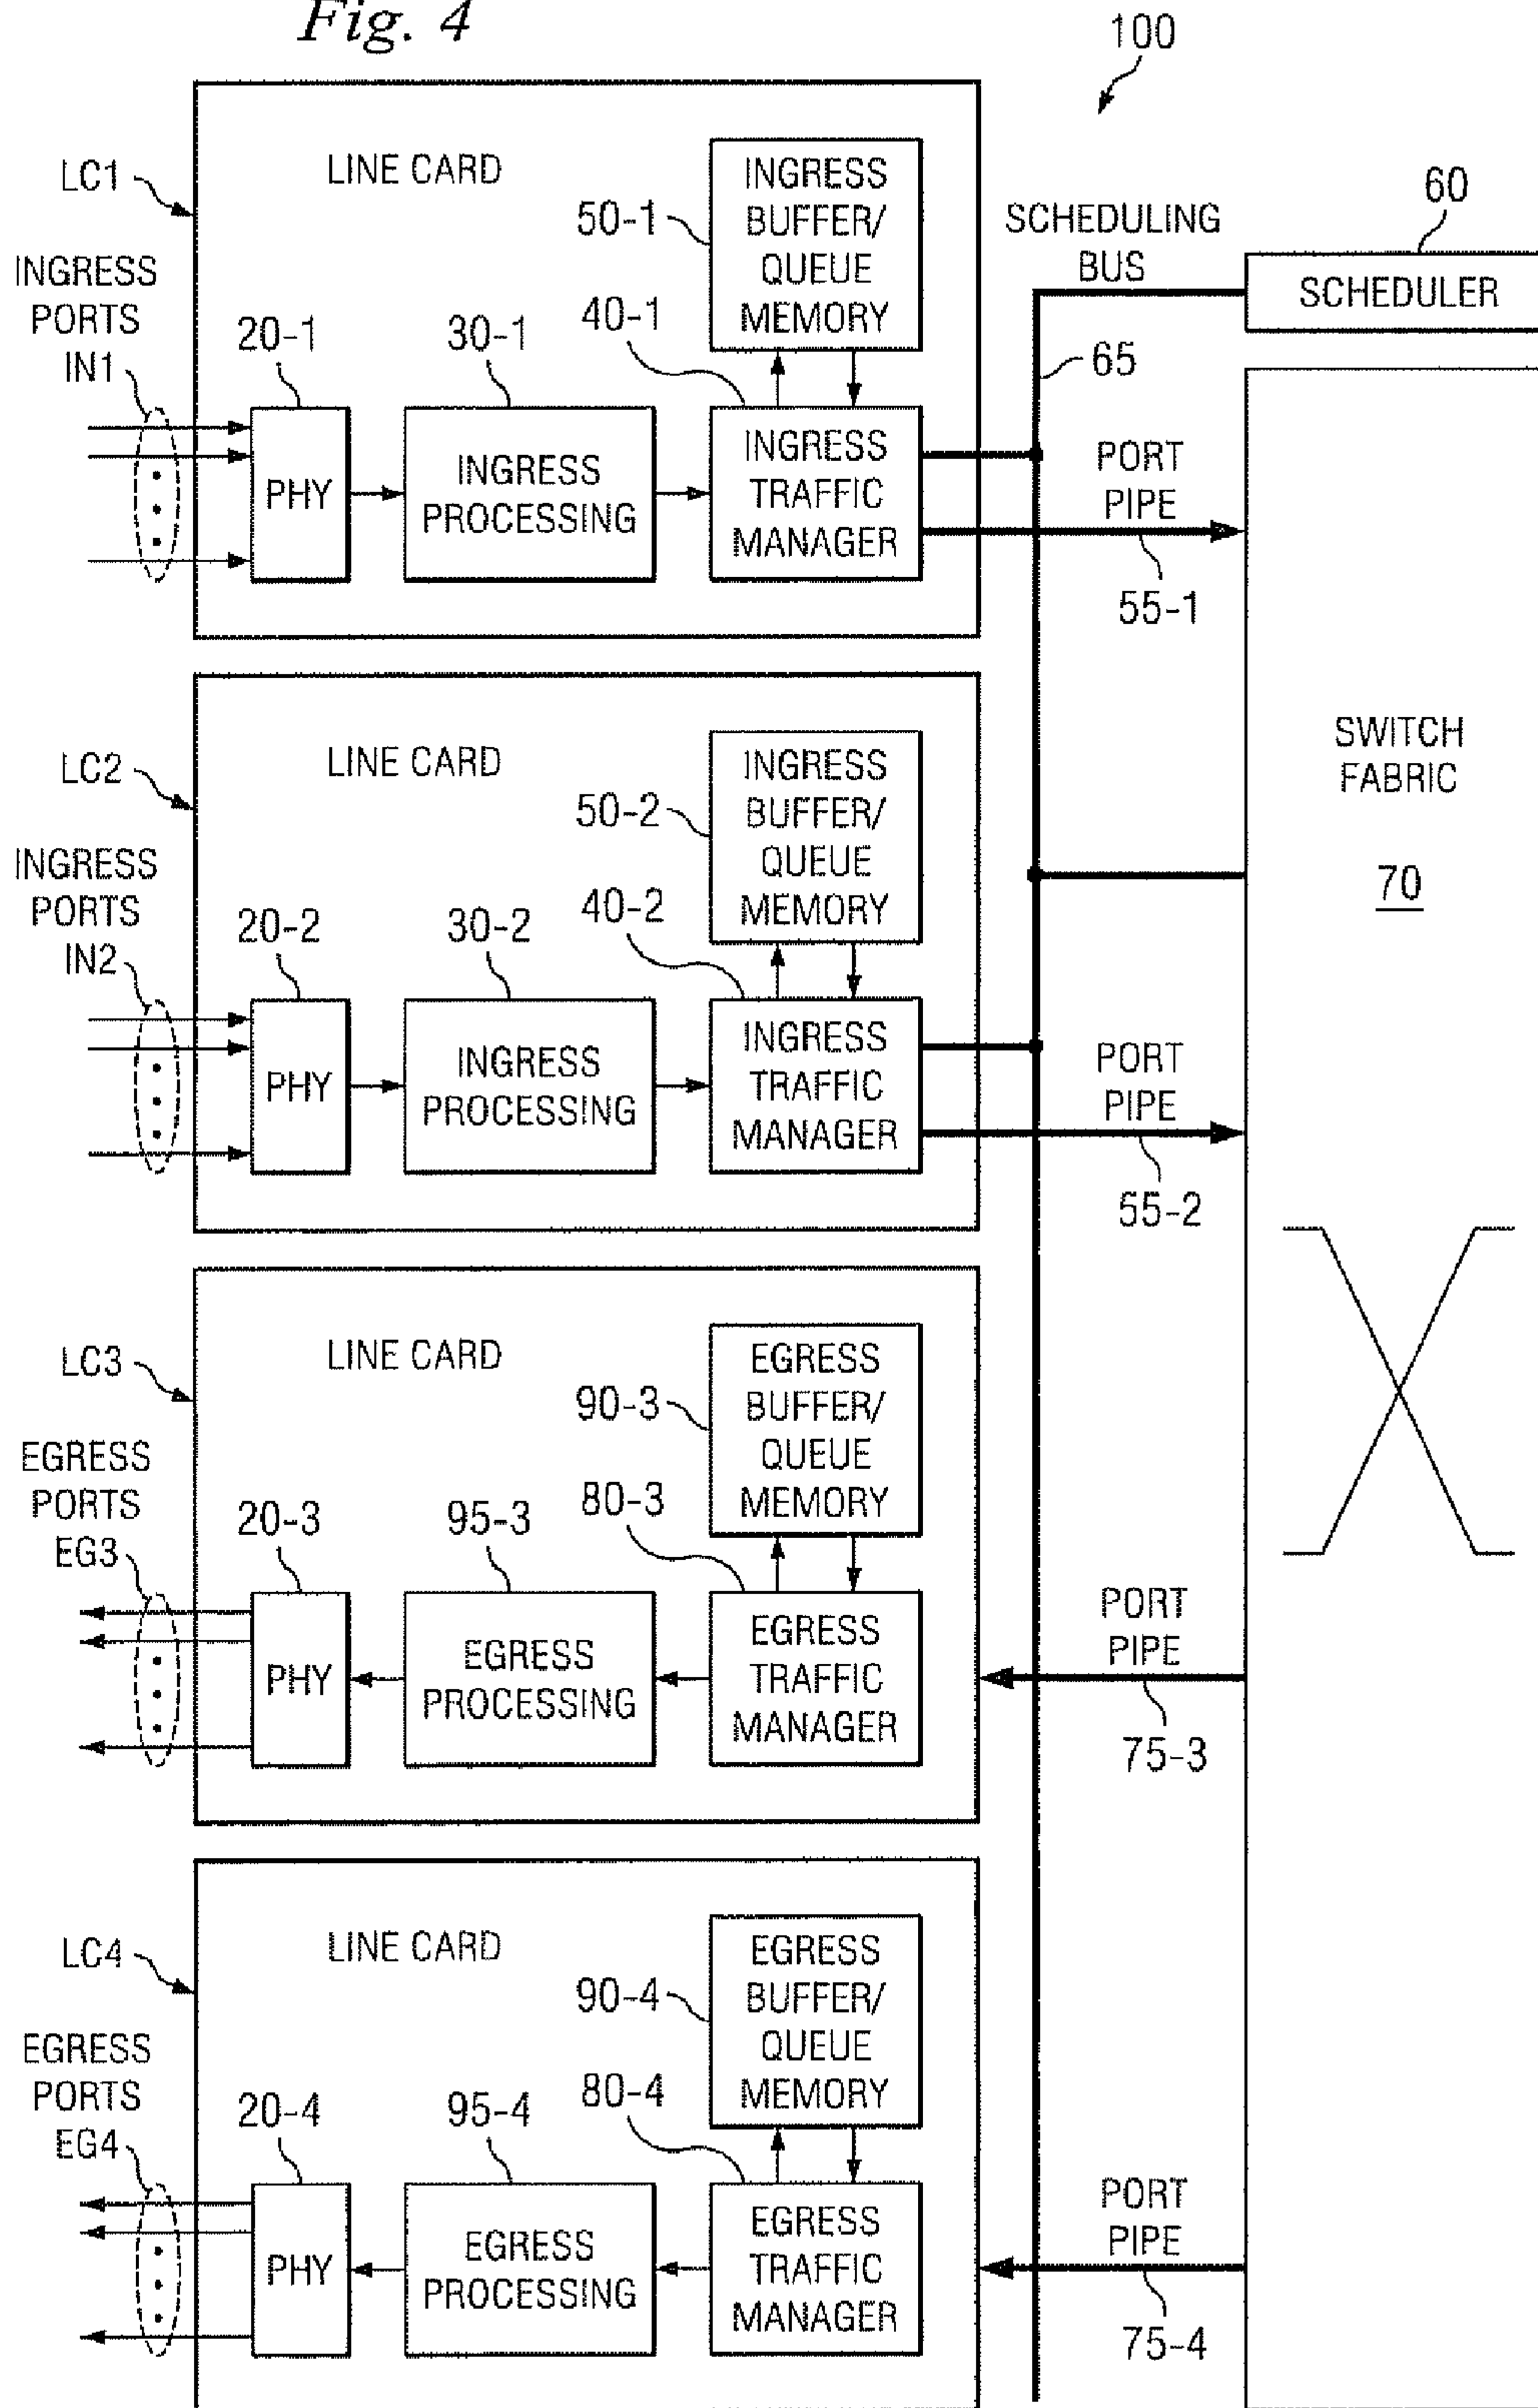 Fig. 4
100
LC1
LINE CARD
INGRESS
BUFFER/
QUEUE
MEMORY
50-1
SCHEDULING
BUS
60
SCHEDULER
INGRESS
PORTS
IN1
20-1
30-1
40-1
65
PHY
INGRESS
PROCESSING
INGRESS
TRAFFIC
MANAGER
PORT
PIPE
55-1
SWITCH
FABRIC
70
LC2
LINE CARD
INGRESS
BUFFER/
QUEUE
MEMORY
50-2
INGRESS
PORTS
IN2
20-2
30-2
40-2
PHY
INGRESS
PROCESSING
INGRESS
TRAFFIC
MANAGER
PORT
PIPE
55-2
LC3
LINE CARD
EGRESS
BUFFER/
QUEUE
MEMORY
90-3
EGRESS
PORTS
EG3
20-3
95-3
80-3
PHY
EGRESS
PROCESSING
EGRESS
TRAFFIC
MANAGER
PORT
PIPE
75-3
LC4
LINE CARD
EGRESS
BUFFER/
QUEUE
MEMORY
90-4
EGRESS
PORTS
EG4
20-4
95-4
80-4
PHY
EGRESS
PROCESSING
EGRESS
TRAFFIC
MANAGER
PORT
PIPE
75-4